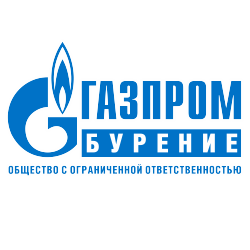 ГАЗПРОМ
БУРЕНИЕ
ОБЩЕСТВО С ОГРАНИЧЕННОЙ ОТВЕТСТВЕННОСТЬЮ